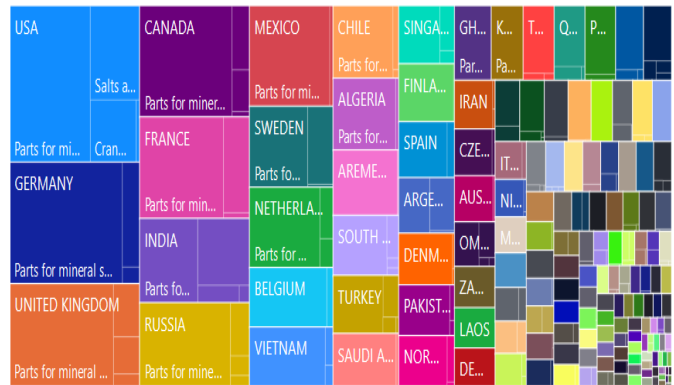 USA
Salts a...
Parts for mi...
Cran...
GERMANY
Parts for mineral s...
UNITED KINGDOM
Parts for mineral ...
CANADA
Parts for miner...
FRANCE
Parts for min...
INDIA
Parts fo...
RUSSIA
Parts for mine...
MEXICO
Parts for mi...
SWEDEN
Parts fo...
NETHERLA...
Parts for ...
BELGIUM
VIETNAM
CHILE
Parts for...
ALGERIA
Parts for...
AREME...
SOUTH ...
TURKEY
SAUDI A...
SINGA...
FINLA...
SPAIN
ARGE...
DENM...
PAKIST...
NOR...
GH...
Par...
IRAN
CZE...
AUS...
OM...
ZA...
LAOS
DE...
K...
Pa...
T...
Q...
P...
IT...
NI...
M...